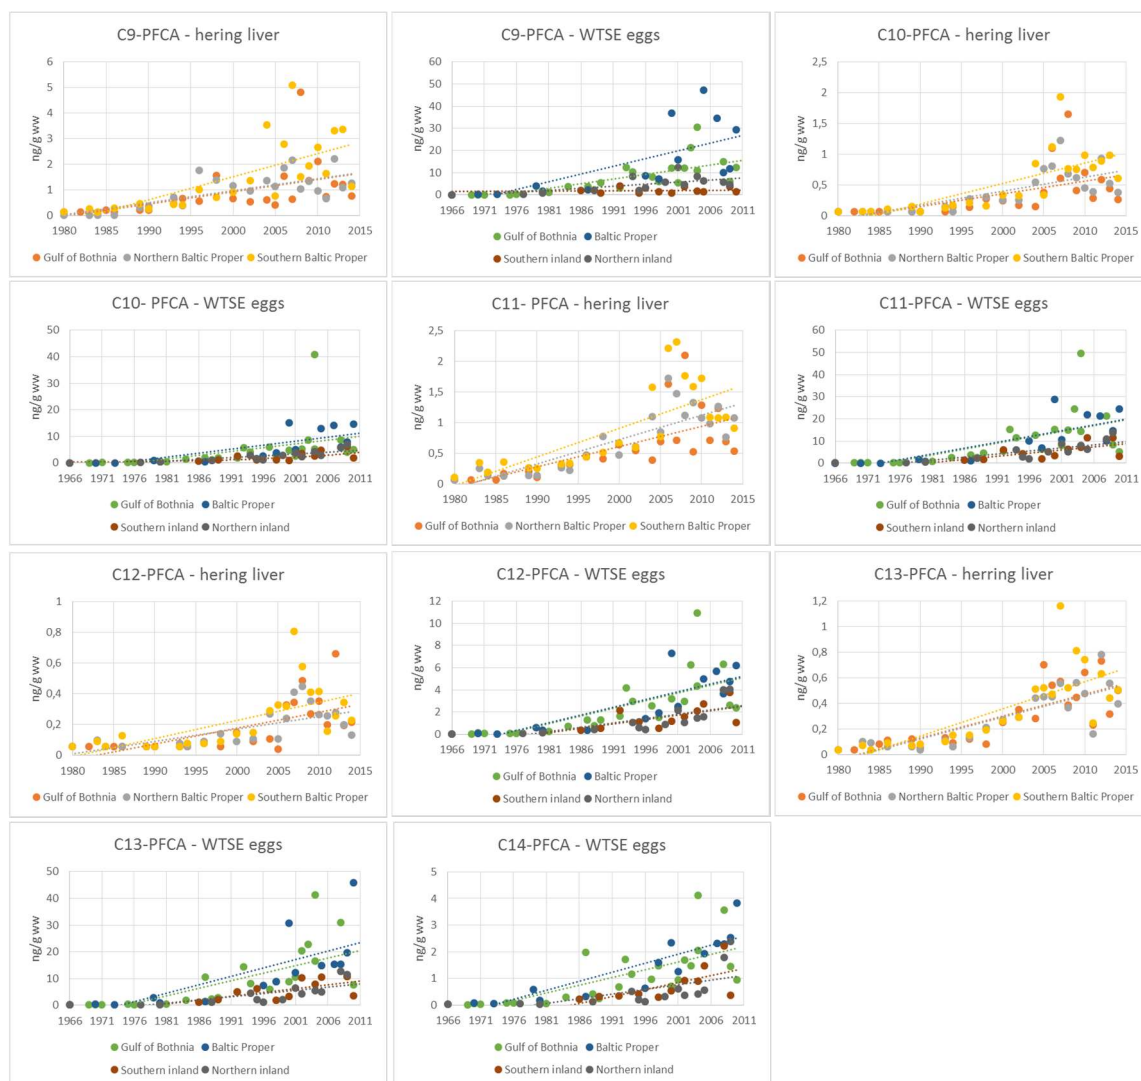 C9-PFCA - hering liver
ng/g ww
6
5
4
3
2
1
0
1980 1985 1990 1995 2000 2005 2010 2015
Gulf of Bothnia Northern Baltic Proper Southern Baltic Proper
C9-PFCA - WTSE eggs
60
50
40
30
20
10
0
1966 1971 1976 1981 1986 1991 1996 2001 2006 2011
Gulf of Bothnia Baltic Proper
Southern inland Northern inland
C10-PFCA - hering liver
ng/g ww
2,5
2
1,5
1
0,5
0
1980 1985 1990 1995 2000 2005 2010 2015
Gulf of Bothnia Northern Baltic Proper Southern Baltic Proper
C10- PFCA - WTSE eggs
ng/g ww
50
40
30
20
10
0
1966 1971 1976 1981 1986 1991 1996 2001 2006 2011
Gulf of Bothnia Baltic Proper
Southern inland Northern inland
C11- PFCA - hering liver
ng/g ww
2,5
2
1,5
1
0,5
0
1980 1985 1990 1995 2000 2005 2010 2015
Gulf of Bothnia Northern Baltic Proper Southern Baltic Proper
C11-PFCA - WTSE eggs
ng/g ww
60
50
40
30
20
10
0
1966 1971 1976 1981 1986 1991 1996 2001 2006 2011
Gulf of Bothnia Baltic Proper
Southern inland Northern inland
C12-PFCA - hering liver
ng/g ww
1
0,8
0,6
0,4
0,2
0
1980 1985 1990 1995 2000 2005 2010 2015
Gulf of Bothnia Northern Baltic Proper Southern Baltic Proper
C12-PFCA - WTSE eggs
ng/g ww
12
10
8
6
4
2
0
1966 1971 1976 1981 1986 1991 1996 2001 2006 2011
Gulf of Bothnia Baltic Proper
Southern inland Northern inland
C13-PFCA - herring liver
ng/g ww
1,2
1
0,8
0,6
0,4
0,2
0
1980 1985 1990 1995 2000 2005 2010 2015
Gulf of Bothnia Northern Baltic Proper Southern Baltic Proper
C13-PFCA - WTSE eggs
ng/g ww
50
40
30
20
10
0
1966 1971 1976 1981 1986 1991 1996 2001 2006 2011
Gulf of Bothnia Baltic Proper
Southern inland Northern inland
C14-PFCA - WTSE eggs
ng/g ww
5
4
3
2
1
0
1966 1971 1976 1981 1986 1991 1996 2001 2006 2011
Gulf of Bothnia Baltic Proper
Southern inland Northern inland